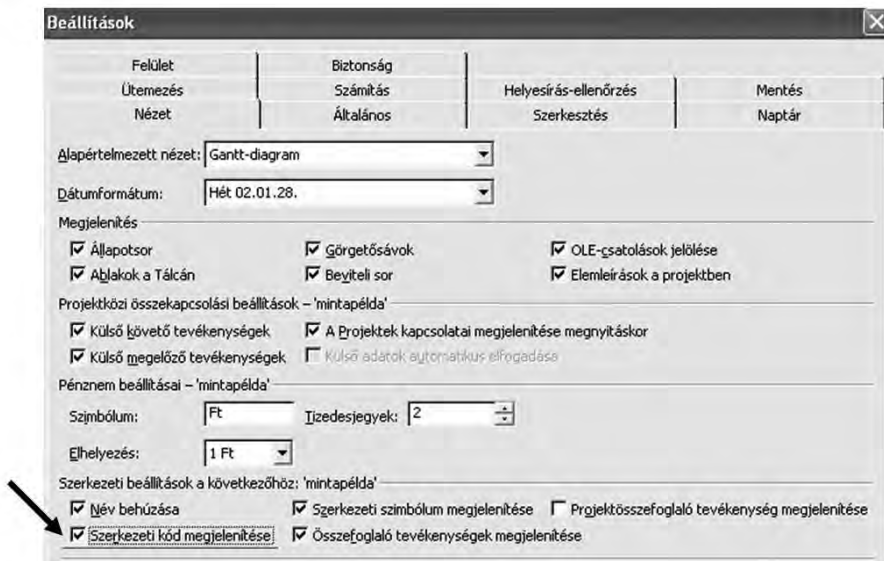 Beállítások
Felület Biztonság
Ütemezés Számítás Helyesírás-ellenőrzés Mentés
Nézet Általános Szerkesztés Naptár
Alapértelmezett nézet: Gantt-diagram
Dátumformátum: Hét 02.01.28.
Megjelenítés
Állapotsor Görgetősávok OLE-csatolások jelölése
Ablakok a Tálcán Beviteli sor Elemleírások a projektben
Projektközi összekapcsolási beállítások – 'mintapélda'
Külső követő tevékenységek A Projektek kapcsolatai megjelenítése megnyitáskor
Külső megelőző tevékenységek Külső adatok automatikus elfogadása
Pénznem beállításai – 'mintapélda'
Szimbólum: Ft Tizedesjegyek: 2
Elhelyezés: 1 Ft
Szerkezeti beállítások a következőhöz: 'mintapélda'
Név behúzása Szerkezeti szimbólum megjelenítése Projektösszefoglaló tevékenység megjelenítése
Szerkezeti kód megjelenítése Összefoglaló tevékenységek megjelenítése